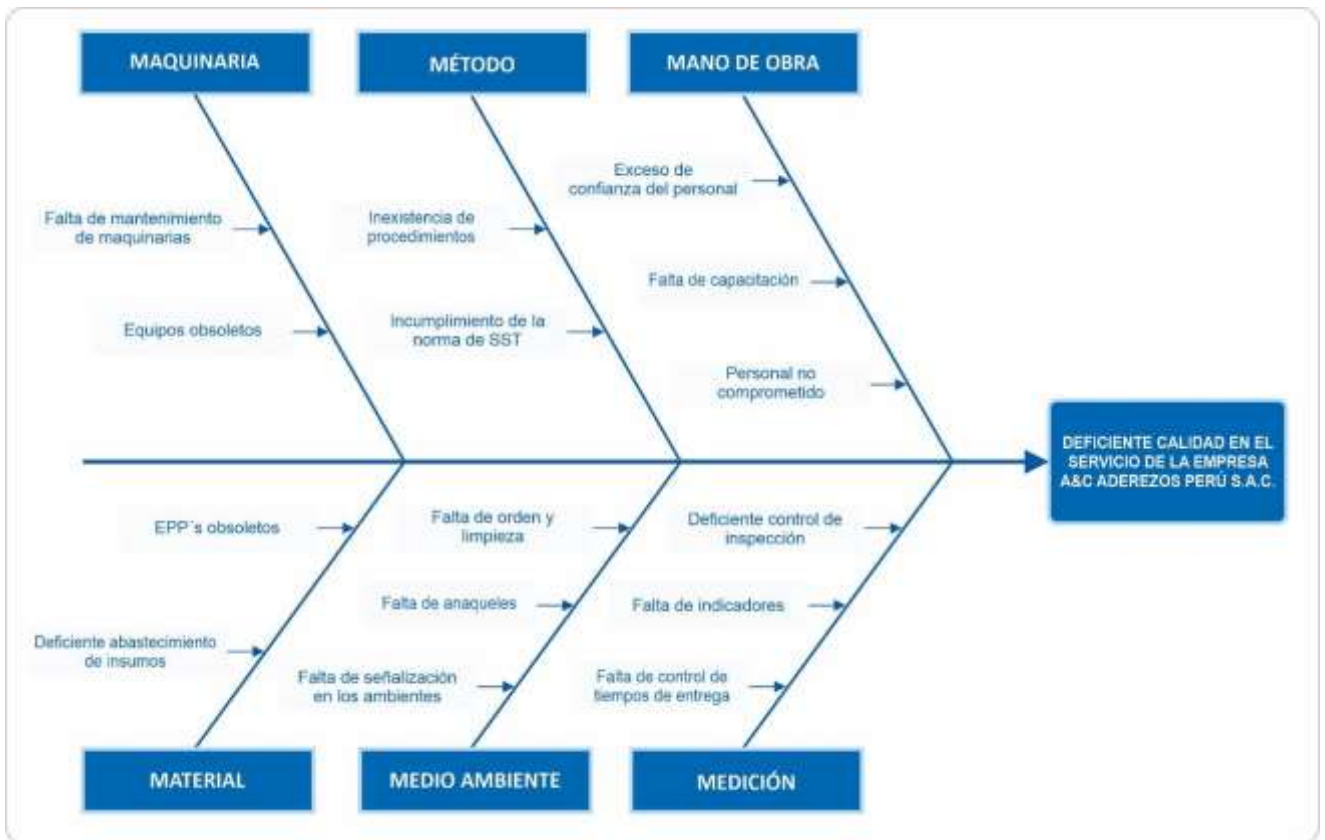 MAQUINARIA
MÉTODO
MANO DE OBRA
Exceso de
confianza del personal
Falta de mantenimiento
de maquinarias
Inexistencia de
procedimientos
Falta de capacitación
Equipos obsoletos
Incumplimiento de la
norma de SST
Personal no
comprometido
DEFICIENTE CALIDAD EN EL
SERVICIO DE LA EMPRESA
A&C ADEREZOS PERÚ S.A.C.
EPP´s obsoletos
Falta de orden y
limpieza
Deficiente control de
inspección
Falta de anaqueles
Falta de indicadores
Deficiente abastecimiento
de insumos
Falta de señalización
en los ambientes
Falta de control de
tiempos de entrega
MATERIAL
MEDIO AMBIENTE
MEDICIÓN